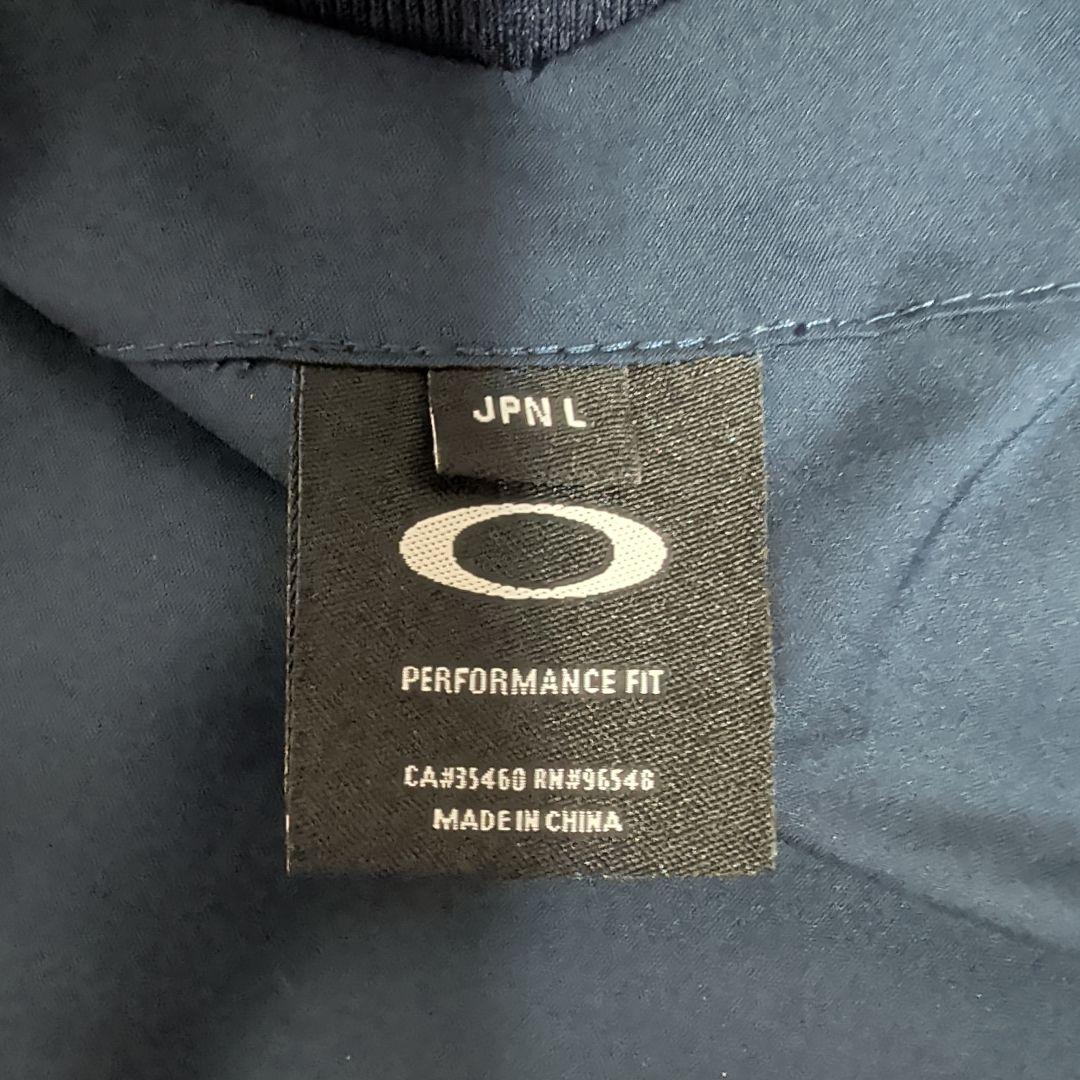 JPN L
PERFORMANCE FIT
CA#35460 RN#96548
MADE IN CHINA